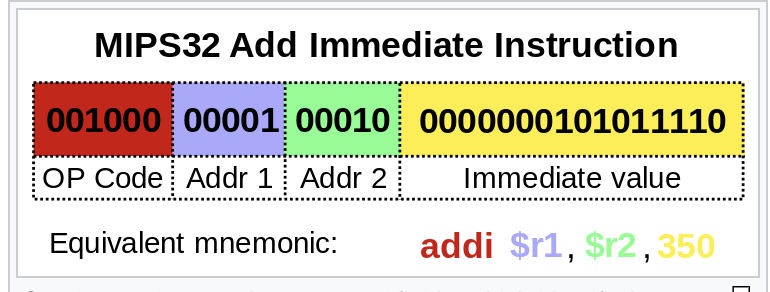 MIPS32 Add Immediate Instruction
001000 00001 00010 0000000101011110
OP Code Addr 1 Addr 2 Immediate value
Equivalent mnemonic: addi $r1, $r2, 350